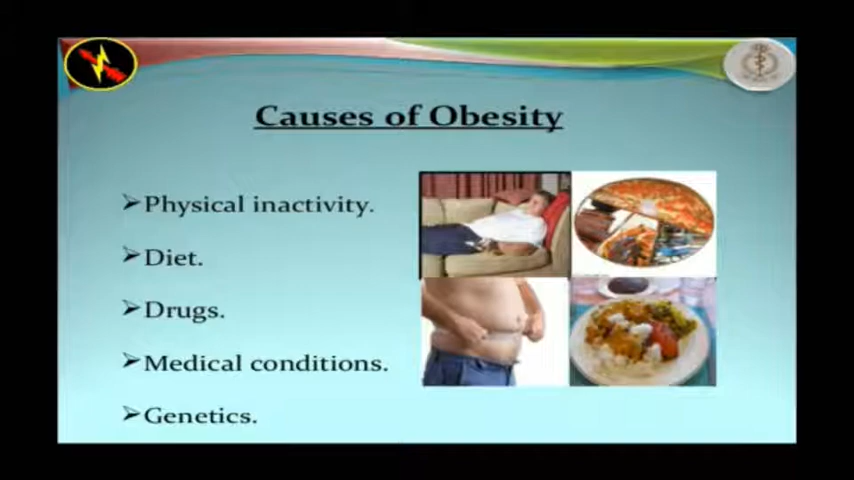 Causes of Obesity
➢Physical inactivity.
➢Diet.
➢Drugs.
➢Medical conditions.
➢Genetics.